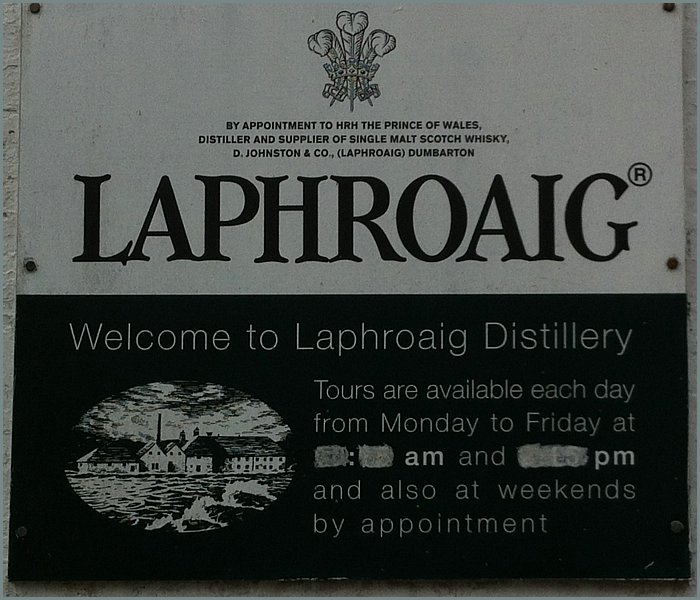 BY APPOINTMENT TO HRH THE PRINCE OF WALES,
DISTILLER AND SUPPLIER OF SINGLE MALT SCOTCH WHISKY,
D. JOHNSTON & CO., (LAPHROAIG) DUMBARTON
LAPHROAIG®
Welcome to Laphroaig Distillery
Tours are available each day
from Monday to Friday at
: am and pm
and also at weekends
by appointment